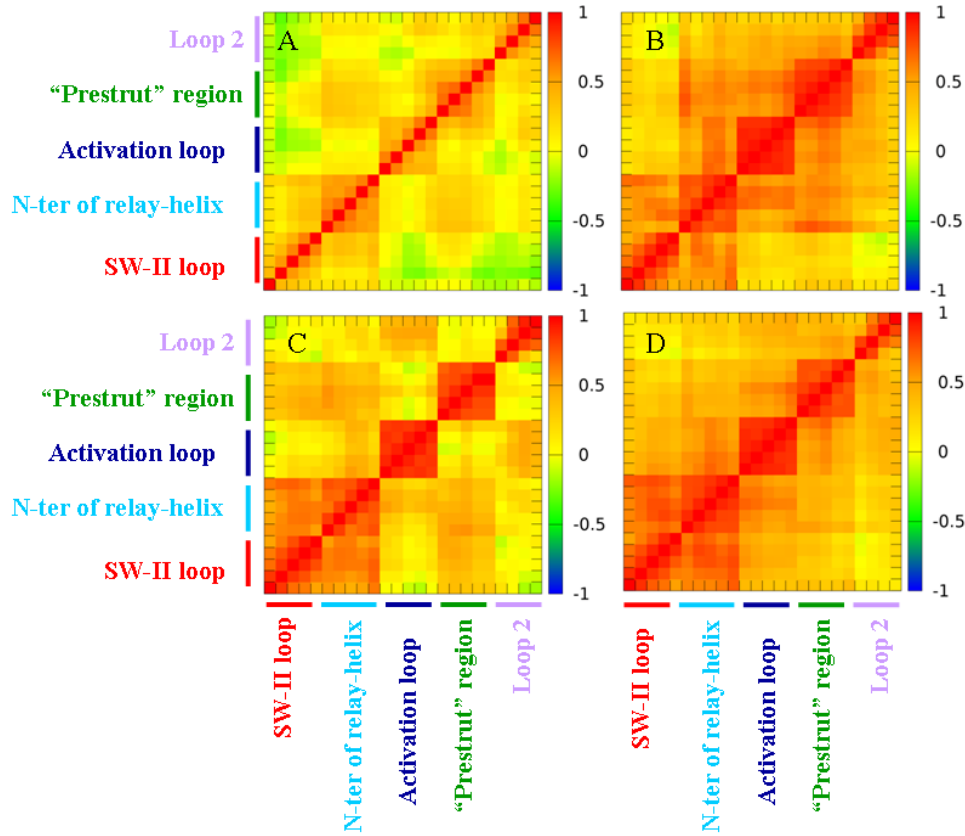 A
B
Loop 2
“Prestrut” region
Activation loop
N-ter of relay-helix
SW-II loop
1
0.5
0
-0.5
-1
1
0.5
0
-0.5
-1
C
D
Loop 2
“Prestrut” region
Activation loop
N-ter of relay-helix
SW-II loop
1
0.5
0
-0.5
-1
1
0.5
0
-0.5
-1
SW-II loop
N-ter of relay-helix
Activation loop
“Prestrut” region
Loop 2
SW-II loop
N-ter of relay-helix
Activation loop
“Prestrut” region
Loop 2